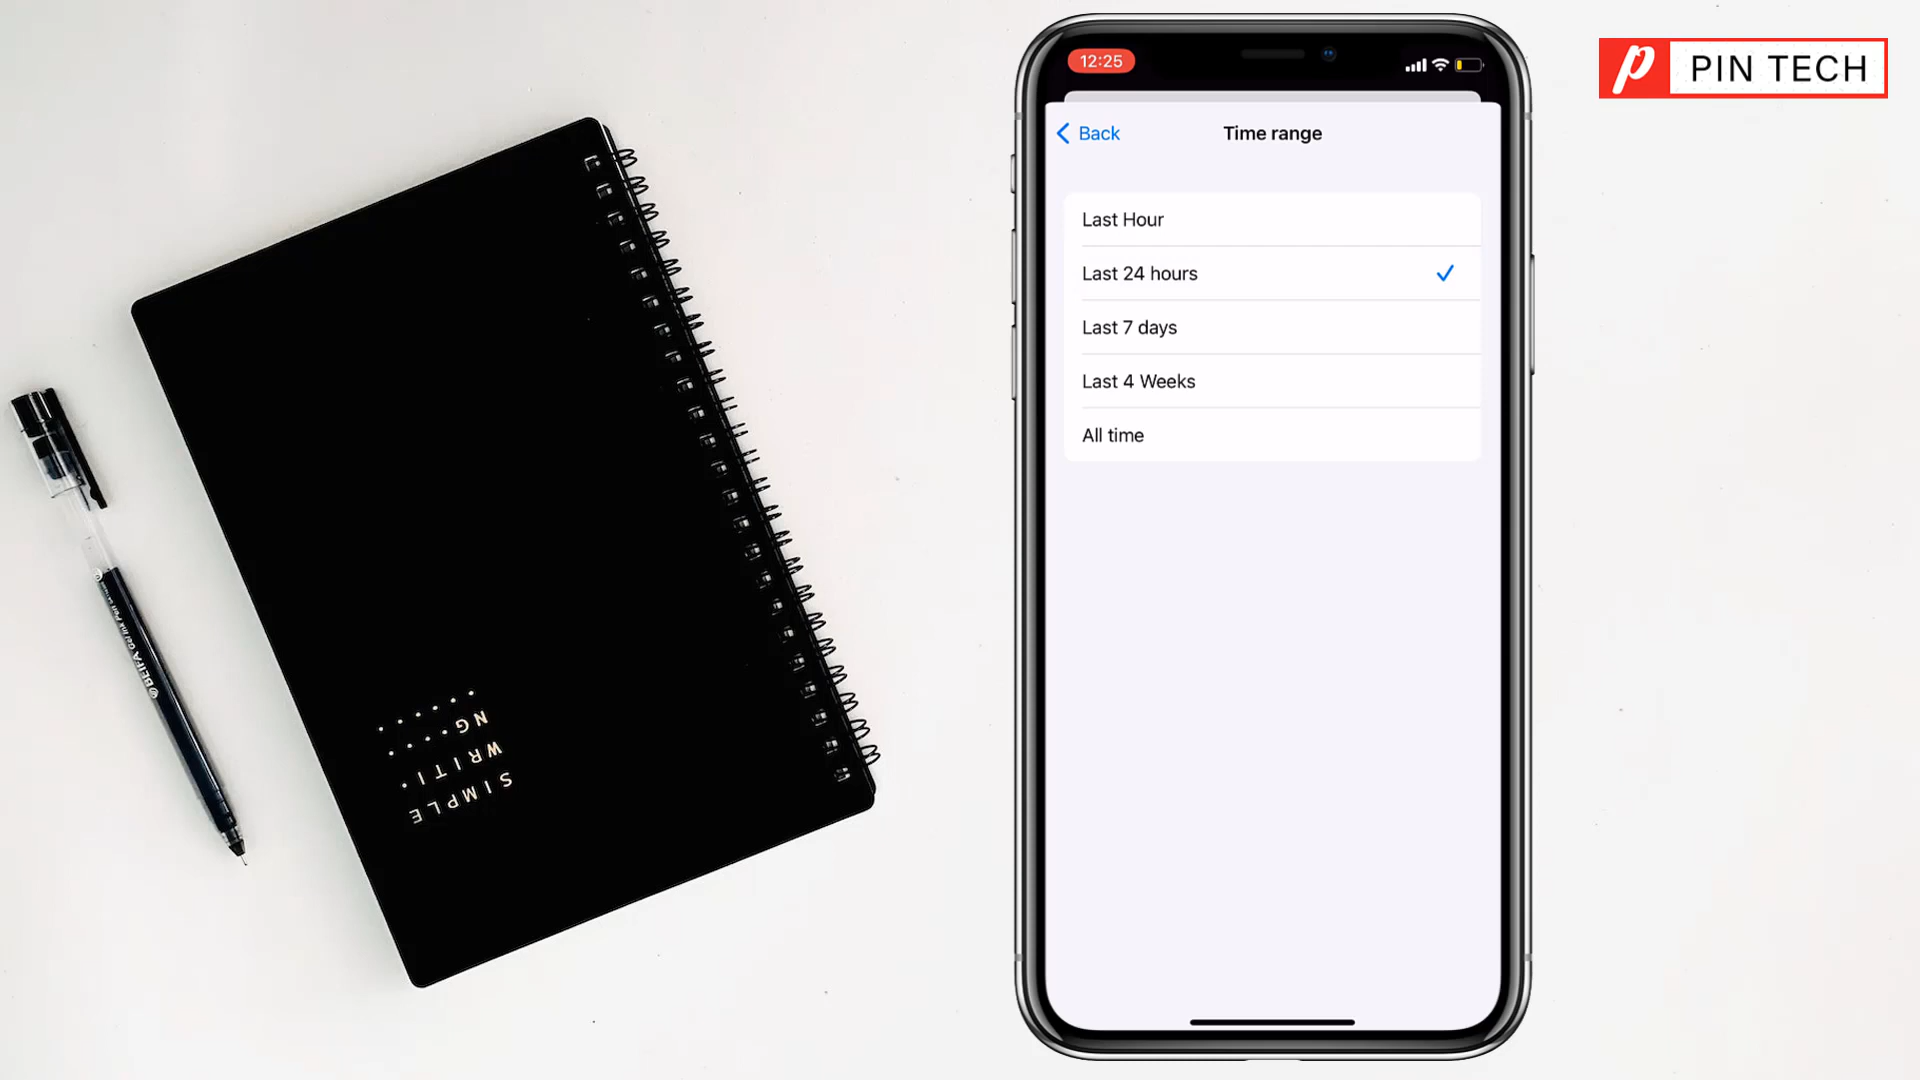 12:25
Back
Time range
Last Hour
Last 24 hours
Last 7 days
Last 4 Weeks
All time
PIN TECH
SIMPLE
WRITI
NG